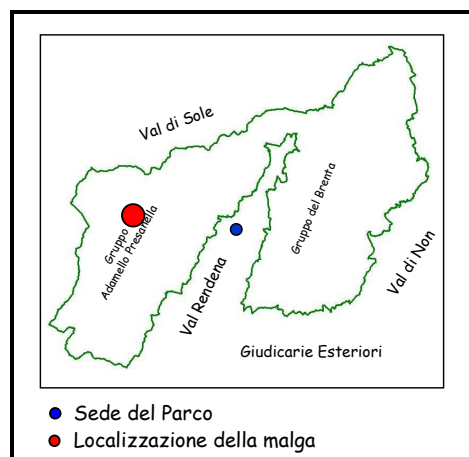 Val di Sole
Gruppo
Adamello Presanella
Gruppo del Brenta
Val Rendena
Val di Non
Giudicarie Esteriori
Sede del Parco
Localizzazione della malga